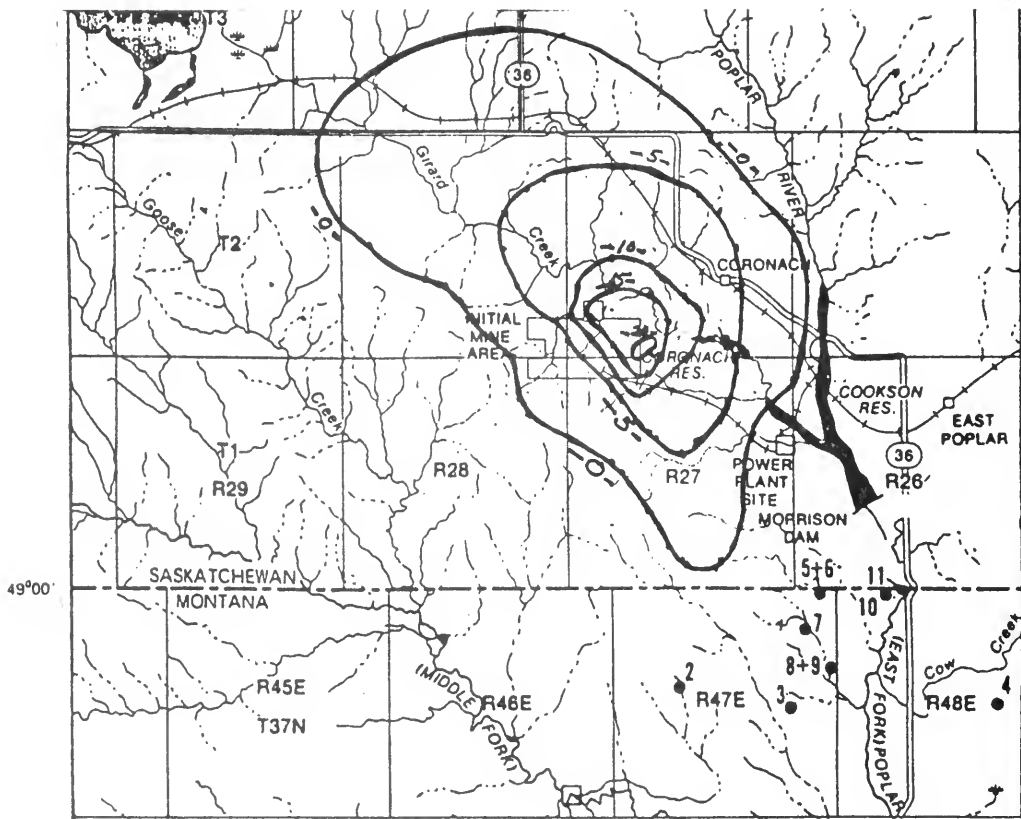 T3
36
POPLAR
RIVER
-0-
-5-
Girard
Creek
Goose
-0-
T2
-10-
-15-
CORONACH
INITIAL
MINE
AREA
-20-
CORONACH
RES.
Creek
COOKSON
RES.
EAST
POPLAR
-5-
T1
R29
R28
-0-
R27
36
R26
POWER
PLANT
SITE
MORRISON
DAM
49°00'
SASKATCHEWAN
MONTANA
5+6
11
10
7
8+9
(MIDDLE
FORK)
R45E
T37N
R46E
2
R47E
3
(EAST
FORK) POPLAR
Cow Creek
R48E
4